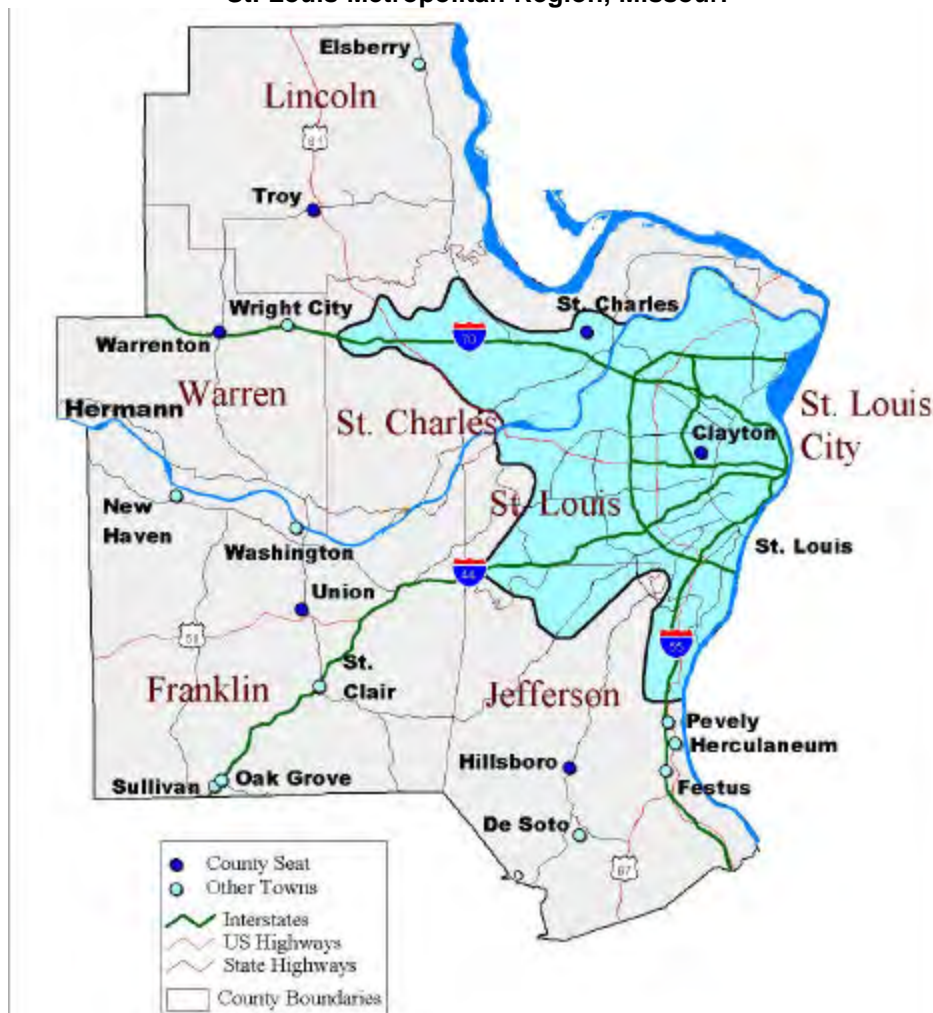 St. Louis Metropolitan Region, Missouri
Elsberry
Lincoln
61
Troy
Wright City
St. Charles
70
Warrenton
Warren
Hermann
St. Charles
St. Louis
City
Clayton
St. Louis
New
Haven
Washington
St. Louis
44
Union
50
St.
Clair
55
Franklin
Jefferson
Pevely
Herculaneum
Hillsboro
Sullivan
Oak Grove
Festus
De Soto
67
County Seat
Other Towns
Interstates
US Highways
State Highways
County Boundaries